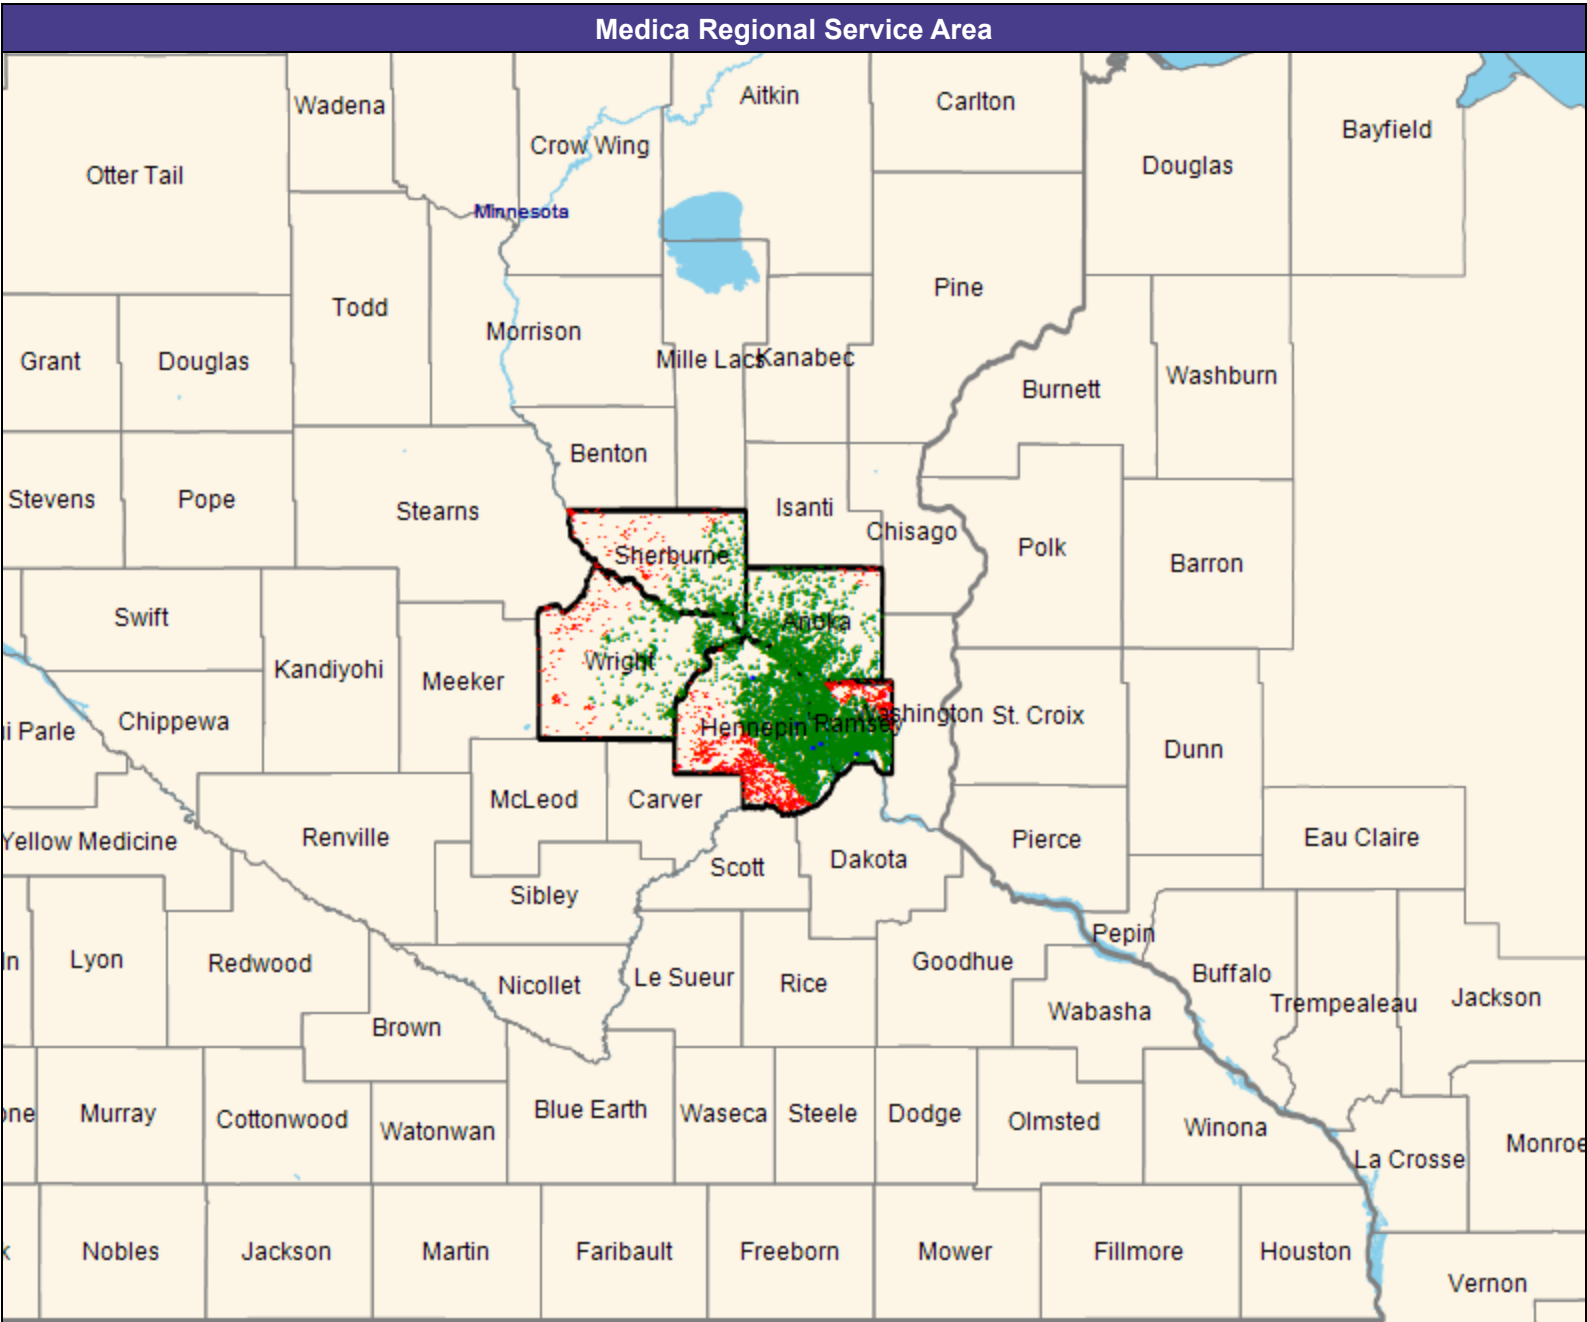 Medica Regional Service Area
Aitkin
Carlton
Wadena
Bayfield
Crow Wing
Douglas
Otter Tail
Minnesota
Pine
Todd
Morrison
Grant
Douglas
Mille Lacs
Kanabec
Washburn
Burnett
Benton
Stevens
Pope
Stearns
Isanti
Chisago
Polk
Sherburne
Barron
Swift
Anoka
Kandiyohi
Wright
Meeker
Chippewa
Hennepin
Ramsey
Washington
St. Croix
i Parle
Dunn
McLeod
Carver
Renville
Yellow Medicine
Pierce
Eau Claire
Scott
Dakota
Sibley
Pepin
ln
Lyon
Redwood
Goodhue
Buffalo
Le Sueur
Rice
Nicollet
Trempealeau
Jackson
Wabasha
Brown
one
Murray
Cottonwood
Blue Earth
Waseca
Steele
Dodge
Olmsted
Winona
Watonwan
Monroe
La Crosse
k
Nobles
Jackson
Martin
Faribault
Freeborn
Mower
Fillmore
Houston
Vernon